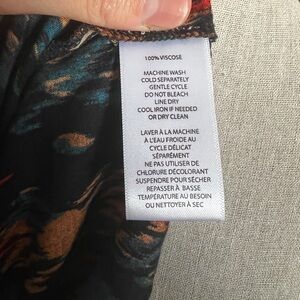 100% VISCOSE
MACHINE WASH
COLD SEPARATELY
GENTLE CYCLE
DO NOT BLEACH
LINE DRY
COOL IRON IF NEEDED
OR DRY CLEAN
LAVER À LA MACHINE
À L'EAU FROIDE AU
CYCLE DÉLICAT
SÉPARÉMENT
NE PAS UTILISER DE
CHLORURE DÉCOLORANT
SUSPENDRE POUR SÉCHER
REPASSER À BASSE
TEMPÉRATURE AU BESOIN
OU NETTOYER À SEC